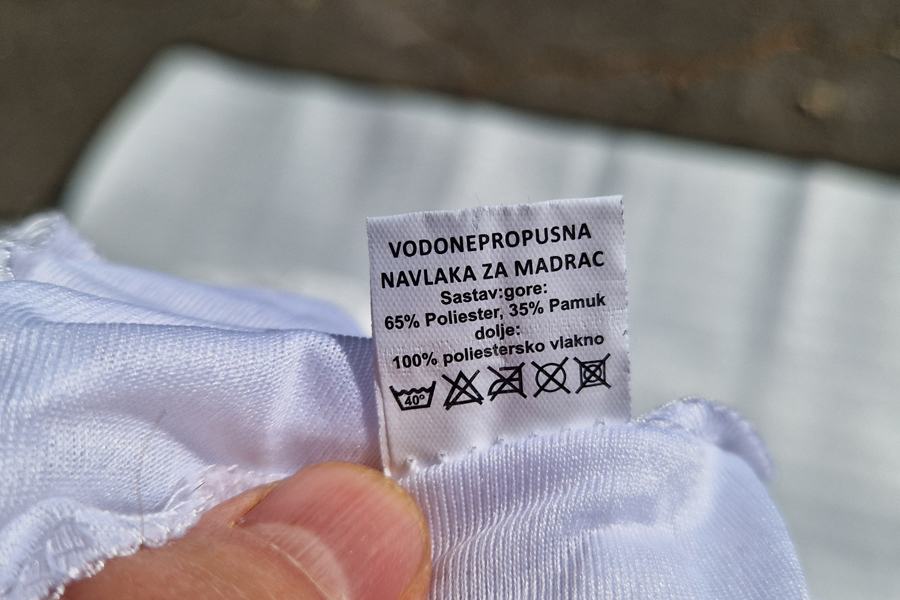 VODONEPROPUSNA
NAVLAKA ZA MADRAC
Sastav:gore:
65% Poliester, 35% Pamuk
dolje:
100% poliestersko vlakno
40°